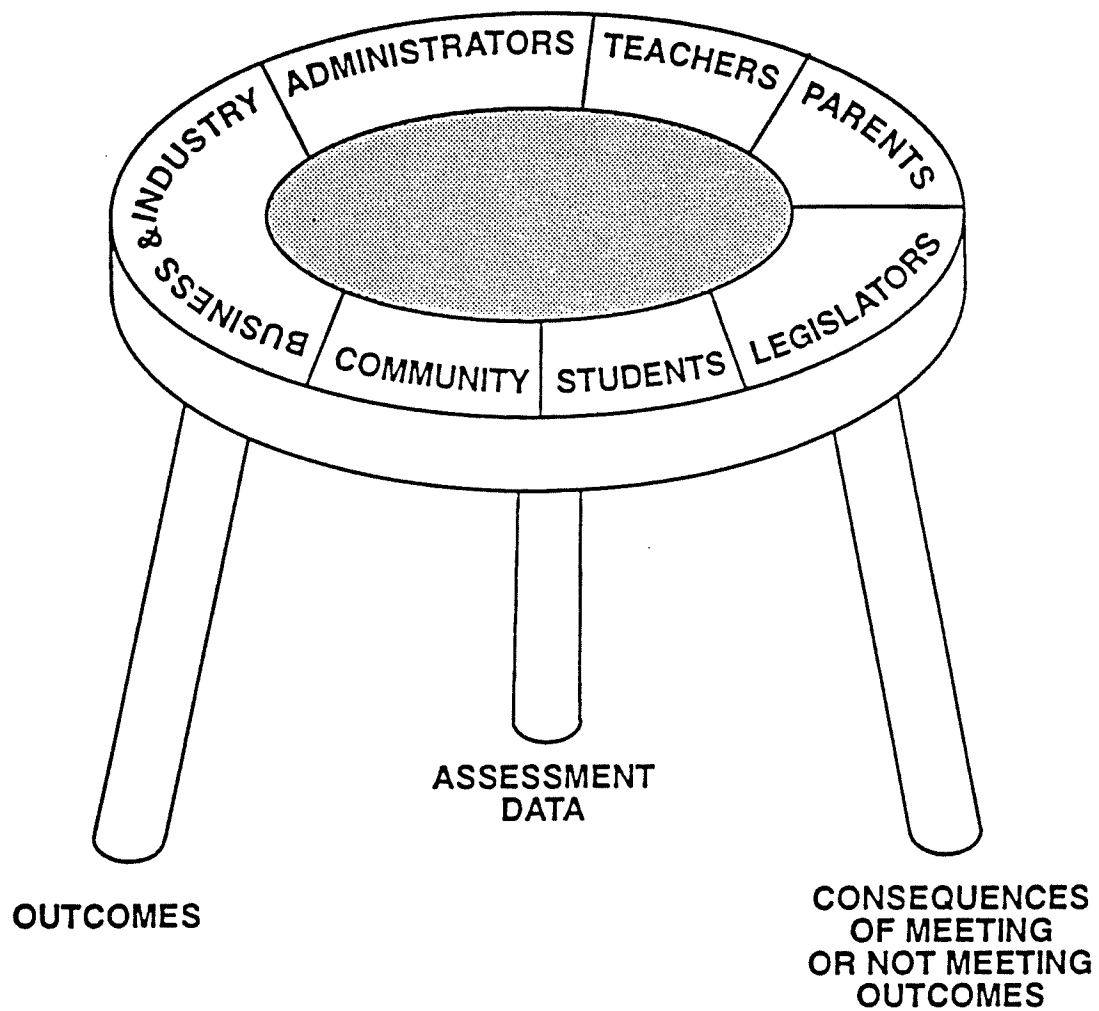 ADMINISTRATORS
TEACHERS
PARENTS
LEGISLATORS
STUDENTS
COMMUNITY
BUSINESS & INDUSTRY
ASSESSMENT
DATA
OUTCOMES
CONSEQUENCES
OF MEETING
OR NOT MEETING
OUTCOMES